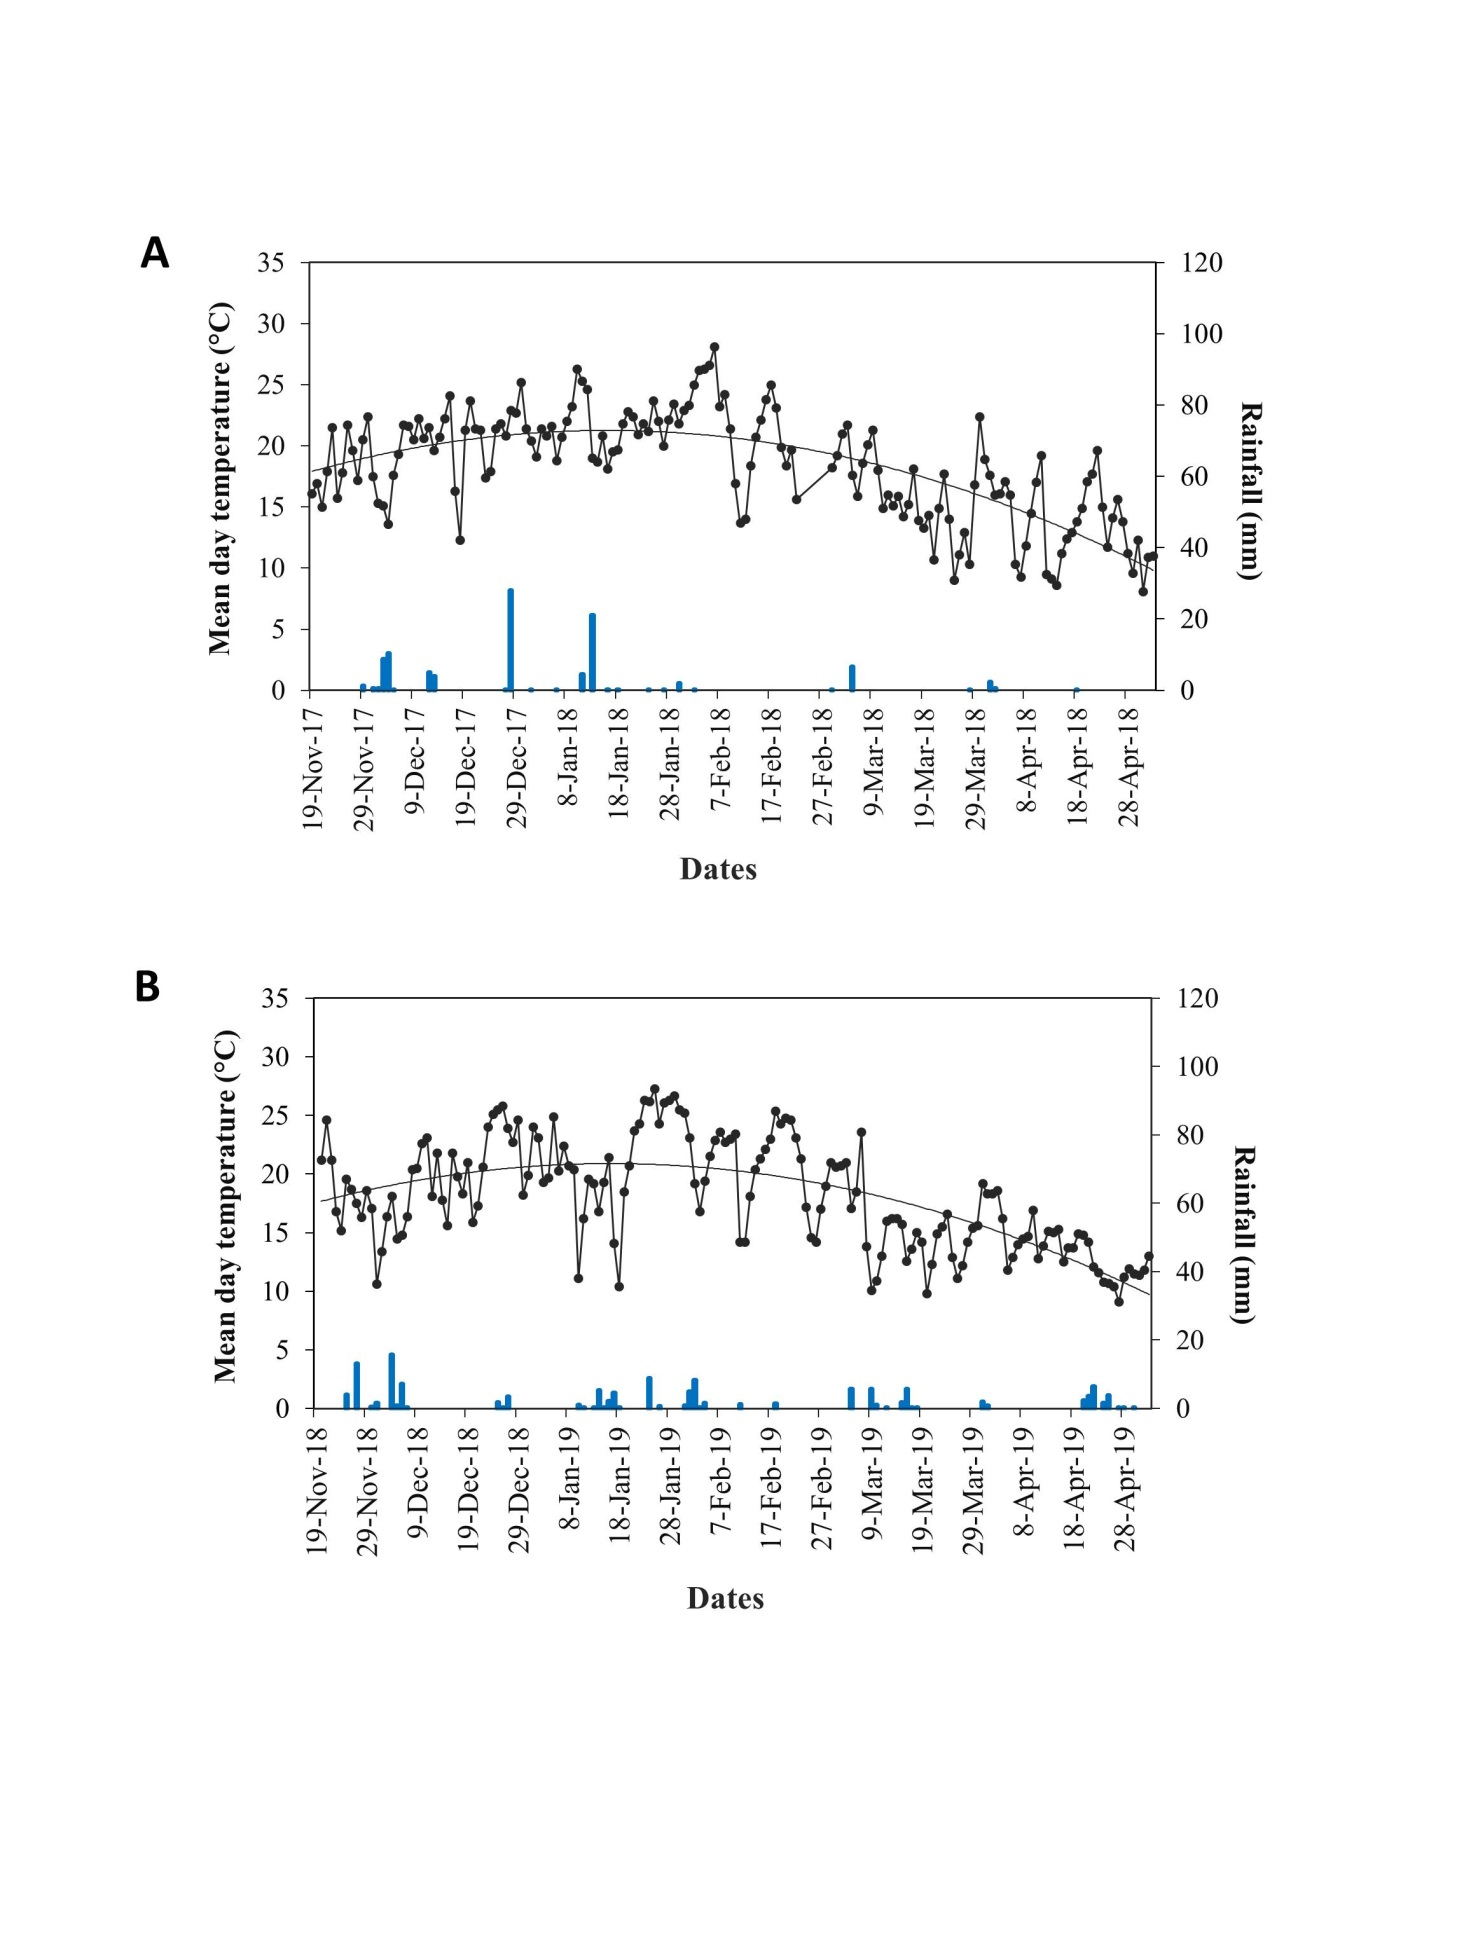 A
35
30
25
20
15
10
5
0
Mean day temperature (°C)
120
100
80
60
40
20
0
Rainfall (mm)
19-Nov-17
29-Nov-17
9-Dec-17
19-Dec-17
29-Dec-17
8-Jan-18
18-Jan-18
28-Jan-18
7-Feb-18
17-Feb-18
27-Feb-18
9-Mar-18
19-Mar-18
29-Mar-18
8-Apr-18
18-Apr-18
28-Apr-18
Dates
B
35
30
25
20
15
10
5
0
Mean day temperature (°C)
120
100
80
60
40
20
0
Rainfall (mm)
19-Nov-18
29-Nov-18
9-Dec-18
19-Dec-18
29-Dec-18
8-Jan-19
18-Jan-19
28-Jan-19
7-Feb-19
17-Feb-19
27-Feb-19
9-Mar-19
19-Mar-19
29-Mar-19
8-Apr-19
18-Apr-19
28-Apr-19
Dates